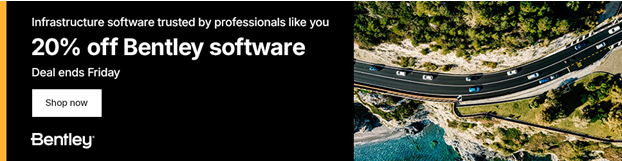 Infrastructure software trusted by professionals like you
20% off Bentley software
Deal ends Friday
Shop now
Bentley